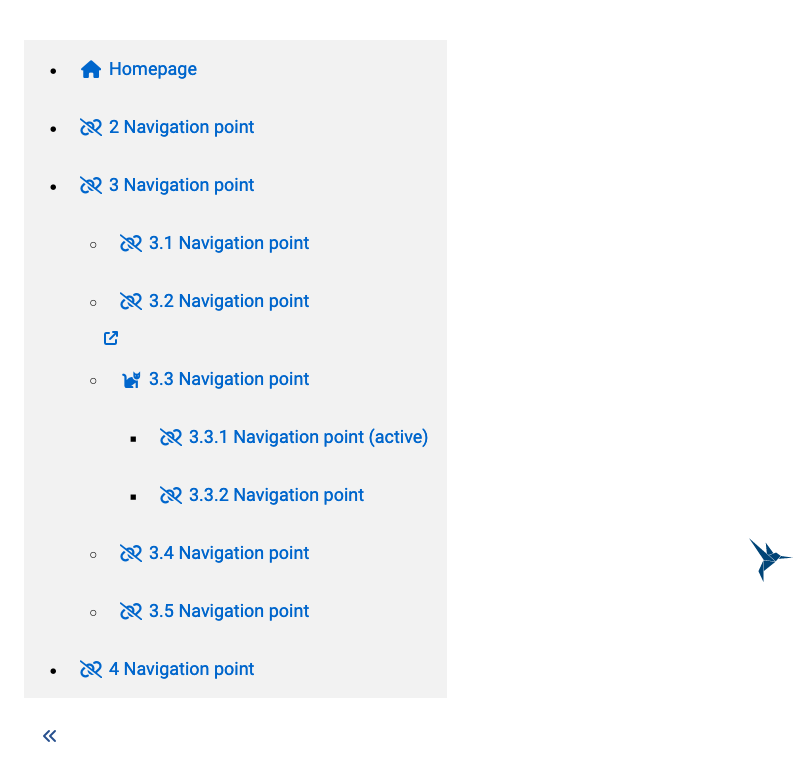 Homepage
2 Navigation point
3 Navigation point
3.1 Navigation point
3.2 Navigation point
3.3 Navigation point
3.3.1 Navigation point (active)
3.3.2 Navigation point
3.4 Navigation point
3.5 Navigation point
4 Navigation point